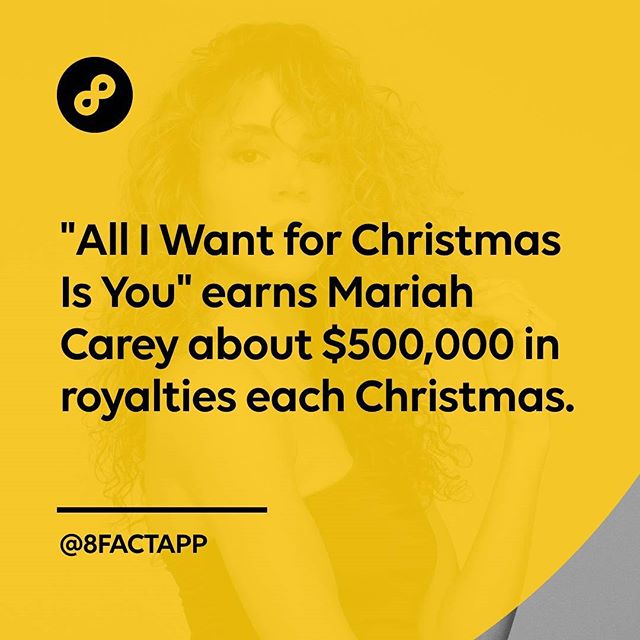 "All I Want for Christmas
Is You" earns Mariah
Carey about $500,000 in
royalties each Christmas.
@8FACTAPP